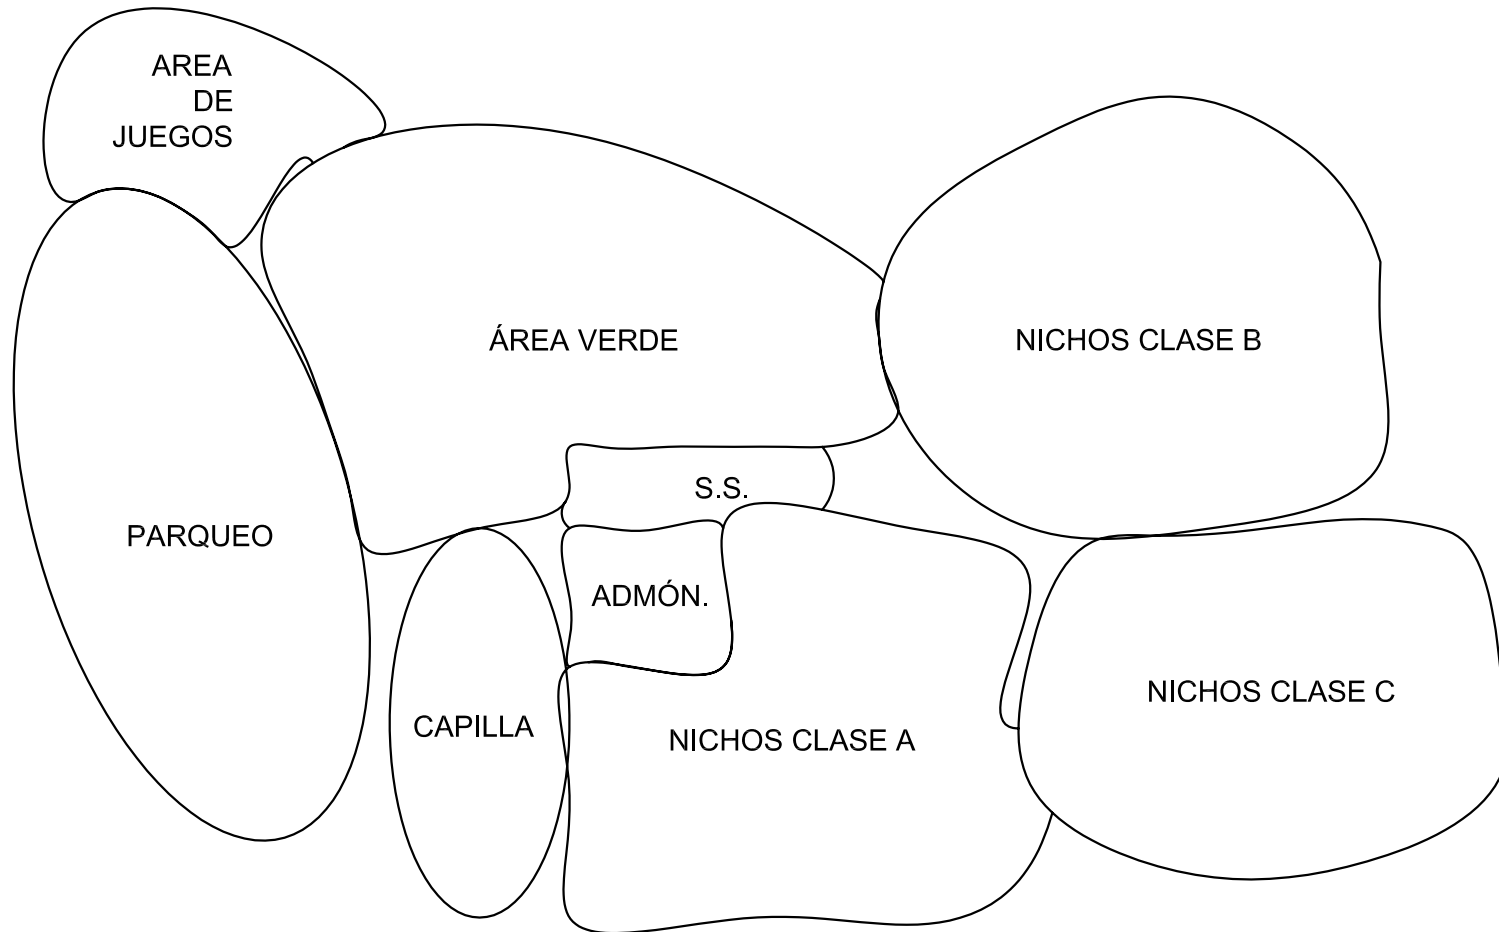 AREA
DE
JUEGOS
ÁREA VERDE
NICHOS CLASE B
S.S.
PARQUEO
ADMÓN.
NICHOS CLASE C
CAPILLA
NICHOS CLASE A